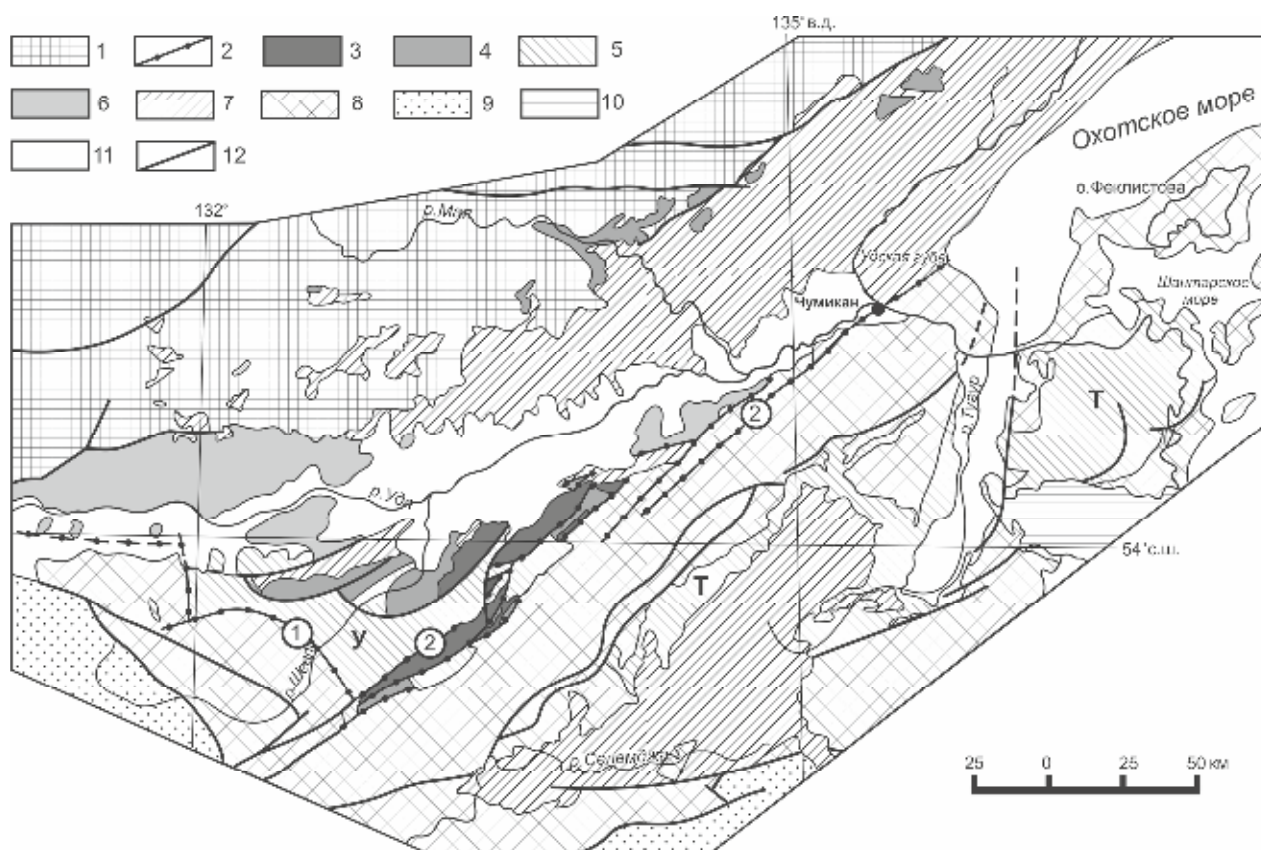 135° в.д.
1 2 3 4 5
6 7 8 9 10
11 12
Охотское море
о.Феклистова
132°
р.Мая
Удская губа
Шантарское
море
Чумикан
р.Тугур
Т
2
р.Уда
54°с.ш.
Т
1
У
2
р.Селемджа
25 0 25 50 км